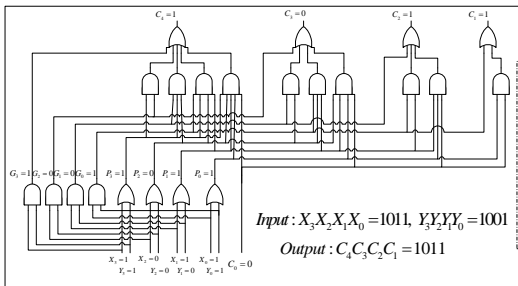 C₄=1 C₃=0 C₂=1 C₁=1
G₃=1 G₂=0 G₁=0 G₀=1 P₃=1 P₂=0 P₁=1 P₀=1
X₃=1 X₂=0 X₁=1 X₀=1
Y₃=1 Y₂=0 Y₁=0 Y₀=1 C₀=0
Input: X₃X₂X₁X₀=1011, Y₃Y₂Y₁Y₀=1001
Output: C₄C₃C₂C₁=1011